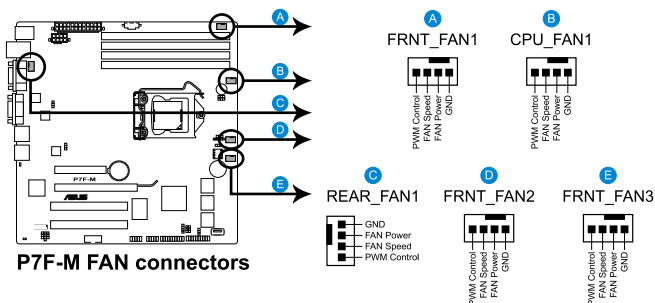 A
B
C
D
E
P7F-M
ASUS
P7F-M FAN connectors
A
FRNT_FAN1
PWM Control
FAN Speed
FAN Power
GND
B
CPU_FAN1
PWM Control
FAN Speed
FAN Power
GND
C
REAR_FAN1
GND
FAN Power
FAN Speed
PWM Control
D
FRNT_FAN2
PWM Control
FAN Speed
FAN Power
GND
E
FRNT_FAN3
PWM Control
FAN Speed
FAN Power
GND